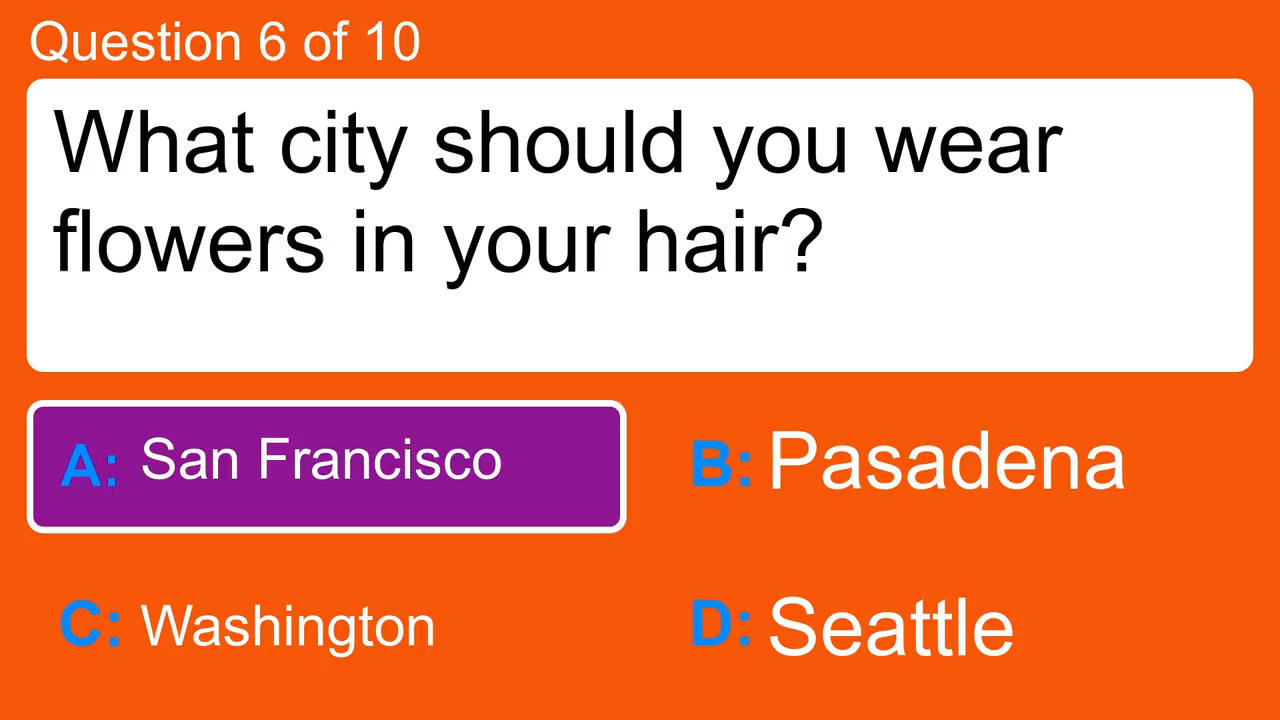 Question 6 of 10
What city should you wear
flowers in your hair?
A: San Francisco
B: Pasadena
C: Washington
D: Seattle